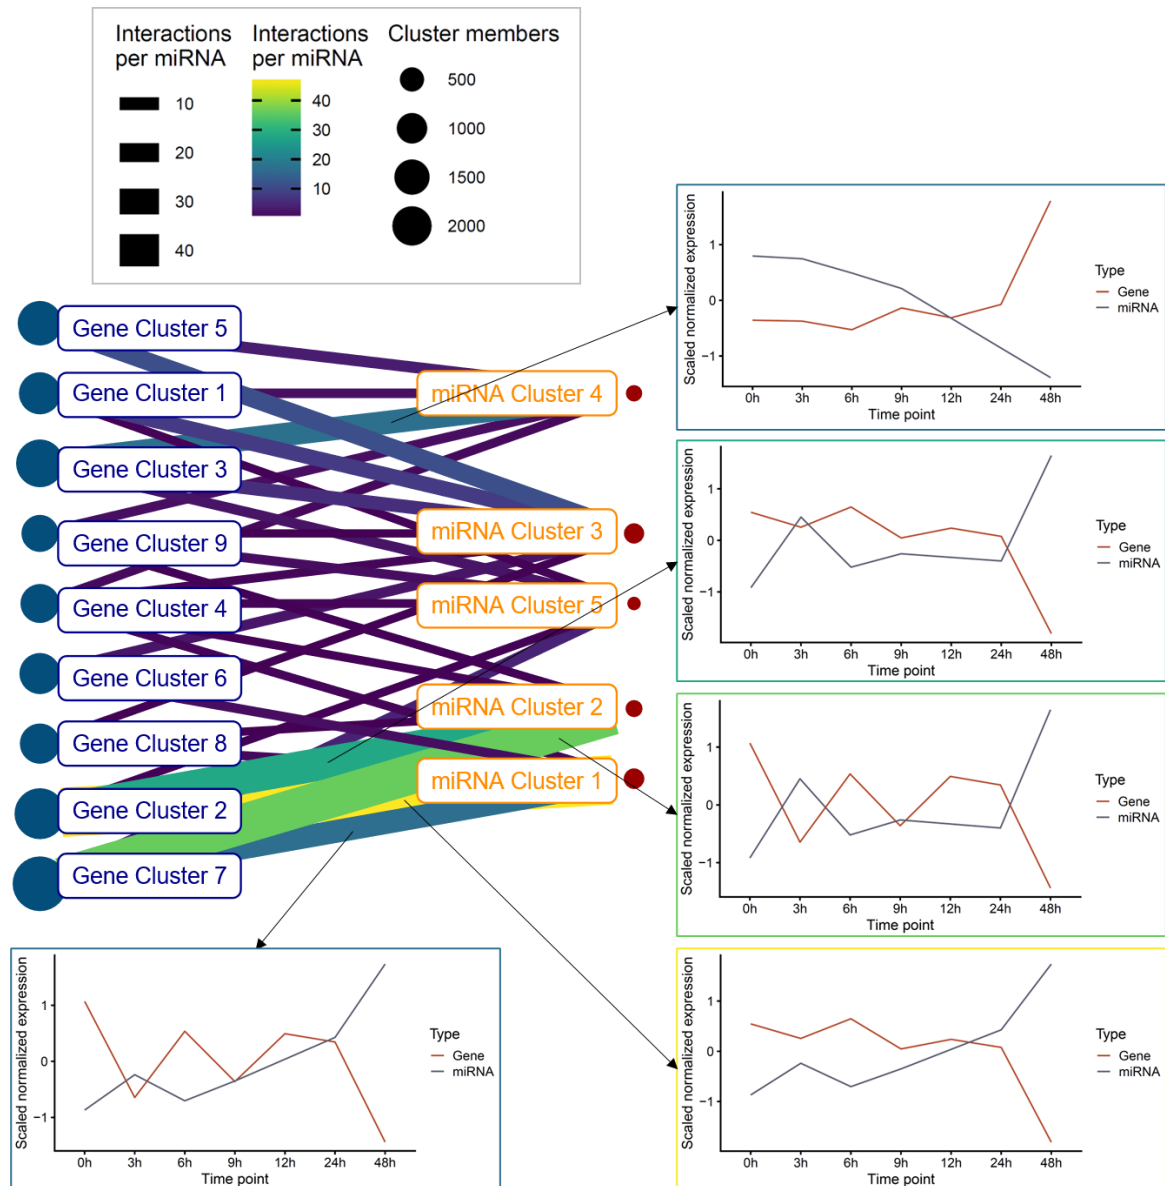 Interactions
per miRNA
10
20
30
40
Interactions
per miRNA
40
30
20
10
Cluster members
500
1000
1500
2000
Gene Cluster 5
Gene Cluster 1
Gene Cluster 3
Gene Cluster 9
Gene Cluster 4
Gene Cluster 6
Gene Cluster 8
Gene Cluster 2
Gene Cluster 7
miRNA Cluster 4
miRNA Cluster 3
miRNA Cluster 5
miRNA Cluster 2
miRNA Cluster 1
Scaled normalized expression
1
0
−1
0h 3h 6h 9h 12h 24h 48h
Time point
Type
Gene
miRNA
Scaled normalized expression
1
0
−1
0h 3h 6h 9h 12h 24h 48h
Time point
Type
Gene
miRNA
Scaled normalized expression
1
0
−1
0h 3h 6h 9h 12h 24h 48h
Time point
Type
Gene
miRNA
Scaled normalized expression
1
0
−1
0h 3h 6h 9h 12h 24h 48h
Time point
Type
Gene
miRNA
Scaled normalized expression
1
0
−1
0h 3h 6h 9h 12h 24h 48h
Time point
Type
Gene
miRNA